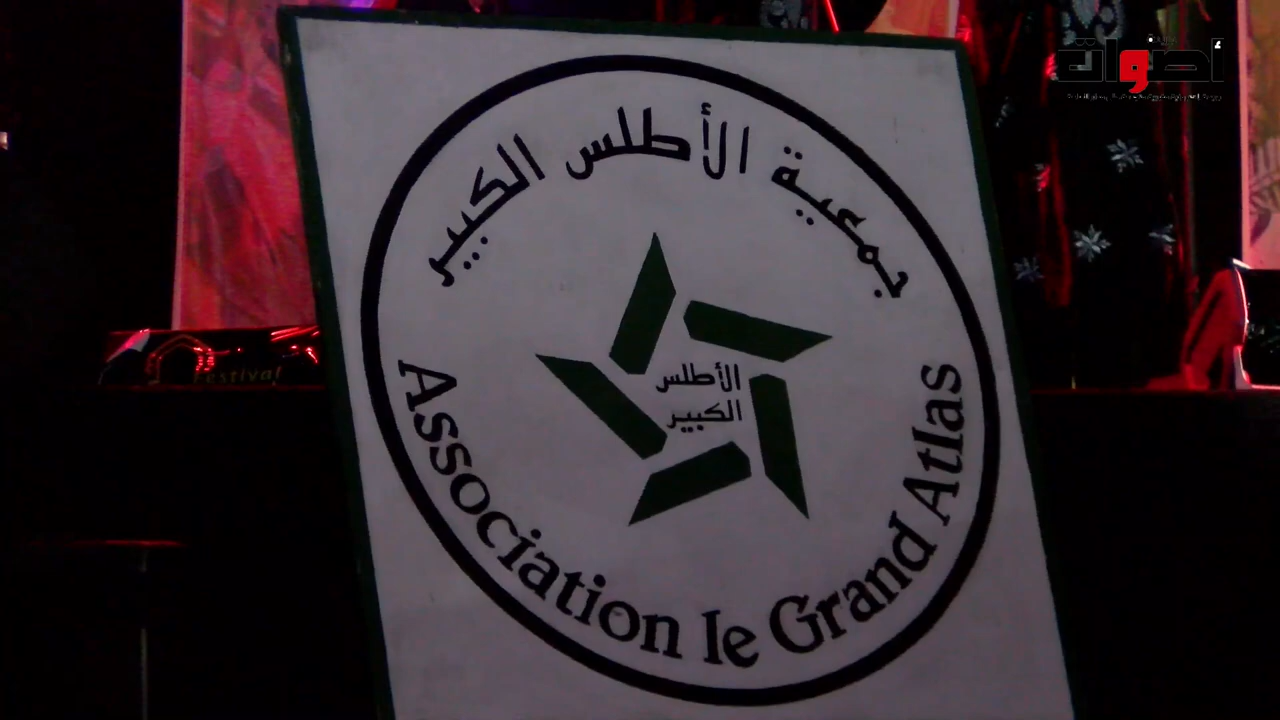 أصوات
جمعية الأطلس الكبير
الأطلس
الكبير
Association le Grand Atlas
Festival